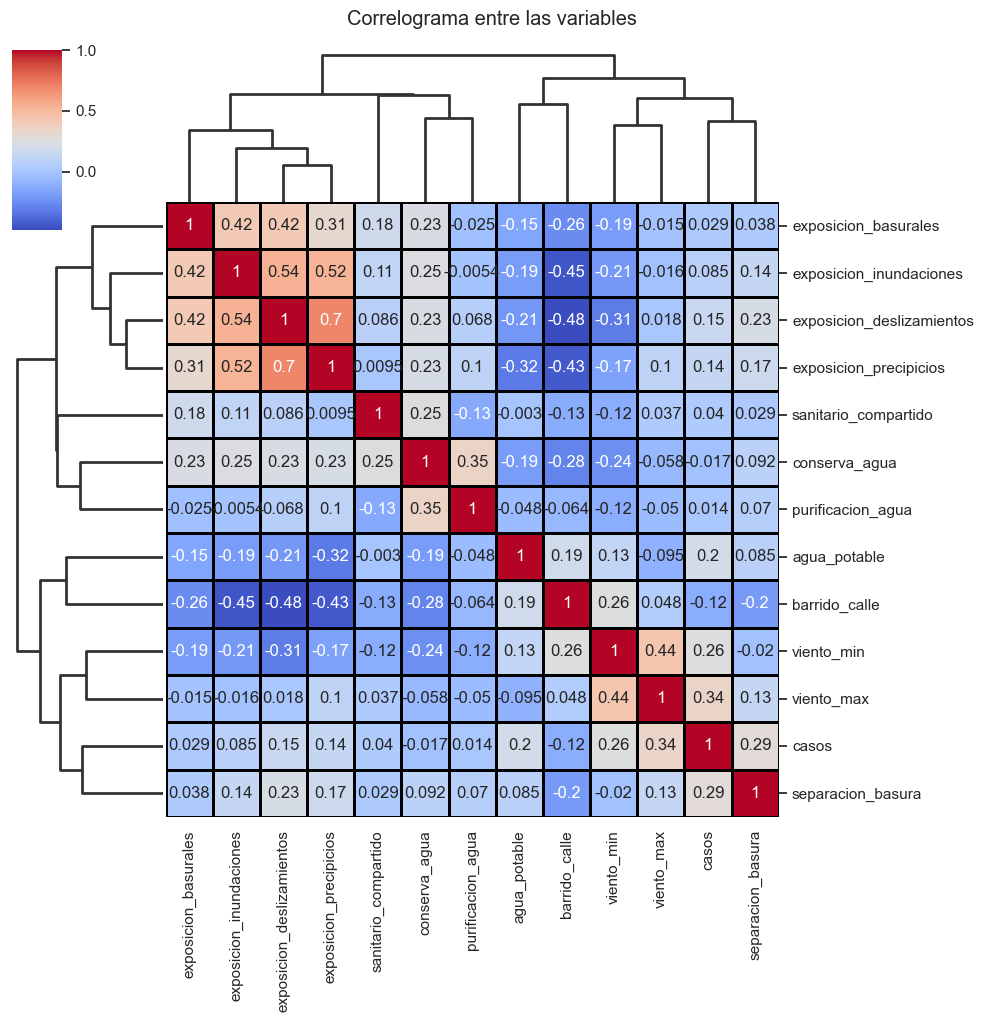 Correlograma entre las variables
1.0
0.5
0.0
1 0.42 0.42 0.31 0.18 0.23 -0.025 -0.15 -0.26 -0.19 -0.015 0.029 0.038 exposicion_basurales
0.42 1 0.54 0.52 0.11 0.25 -0.0054 -0.19 -0.45 -0.21 -0.016 0.085 0.14 exposicion_inundaciones
0.42 0.54 1 0.7 0.086 0.23 0.068 -0.21 -0.48 -0.31 0.018 0.15 0.23 exposicion_deslizamientos
0.31 0.52 0.7 1 0.0095 0.23 0.1 -0.32 -0.43 -0.17 0.1 0.14 0.17 exposicion_precipicios
0.18 0.11 0.086 0.0095 1 0.25 -0.13 -0.003 -0.13 -0.12 0.037 0.04 0.029 sanitario_compartido
0.23 0.25 0.23 0.23 0.25 1 0.35 -0.19 -0.28 -0.24 -0.058 -0.017 0.092 conserva_agua
-0.025 -0.0054 0.068 0.1 -0.13 0.35 1 -0.048 -0.064 -0.12 -0.05 0.014 0.07 purificacion_agua
-0.15 -0.19 -0.21 -0.32 -0.003 -0.19 -0.048 1 0.19 0.13 -0.095 0.2 0.085 agua_potable
-0.26 -0.45 -0.48 -0.43 -0.13 -0.28 -0.064 0.19 1 0.26 0.048 -0.12 -0.2 barrido_calle
-0.19 -0.21 -0.31 -0.17 -0.12 -0.24 -0.12 0.13 0.26 1 0.44 0.26 -0.02 viento_min
-0.015 -0.016 0.018 0.1 0.037 -0.058 -0.05 -0.095 0.048 0.44 1 0.34 0.13 viento_max
0.029 0.085 0.15 0.14 0.04 -0.017 0.014 0.2 -0.12 0.26 0.34 1 0.29 casos
0.038 0.14 0.23 0.17 0.029 0.092 0.07 0.085 -0.2 -0.02 0.13 0.29 1 separacion_basura
exposicion_basurales
exposicion_inundaciones
exposicion_deslizamientos
exposicion_precipicios
sanitario_compartido
conserva_agua
purificacion_agua
agua_potable
barrido_calle
viento_min
viento_max
casos
separacion_basura